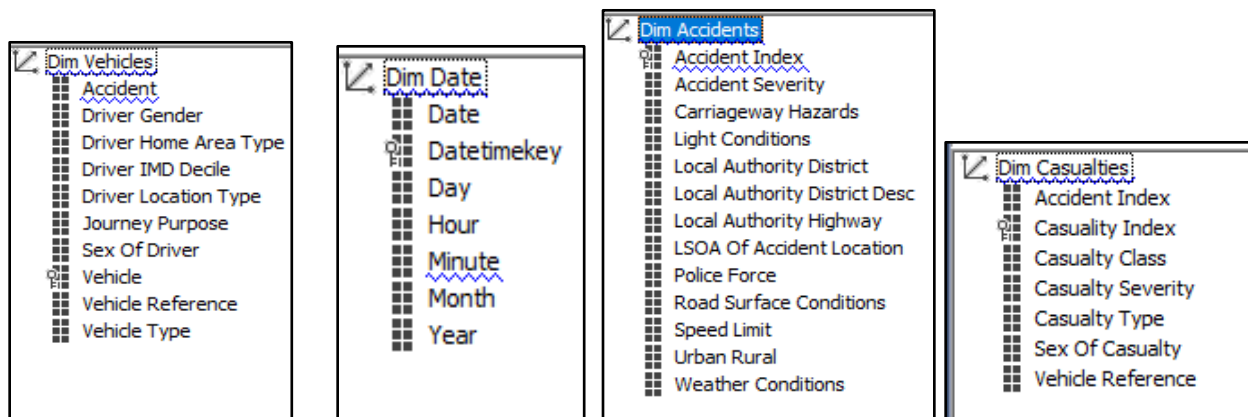 Dim Vehicles
Accident
Driver Gender
Driver Home Area Type
Driver IMD Decile
Driver Location Type
Journey Purpose
Sex Of Driver
Vehicle
Vehicle Reference
Vehicle Type
Dim Date
Date
Datetimekey
Day
Hour
Minute
Month
Year
Dim Accidents
Accident Index
Accident Severity
Carriageway Hazards
Light Conditions
Local Authority District
Local Authority District Desc
Local Authority Highway
LSOA Of Accident Location
Police Force
Road Surface Conditions
Speed Limit
Urban Rural
Weather Conditions
Dim Casualties
Accident Index
Casuality Index
Casualty Class
Casualty Severity
Casualty Type
Sex Of Casualty
Vehicle Reference